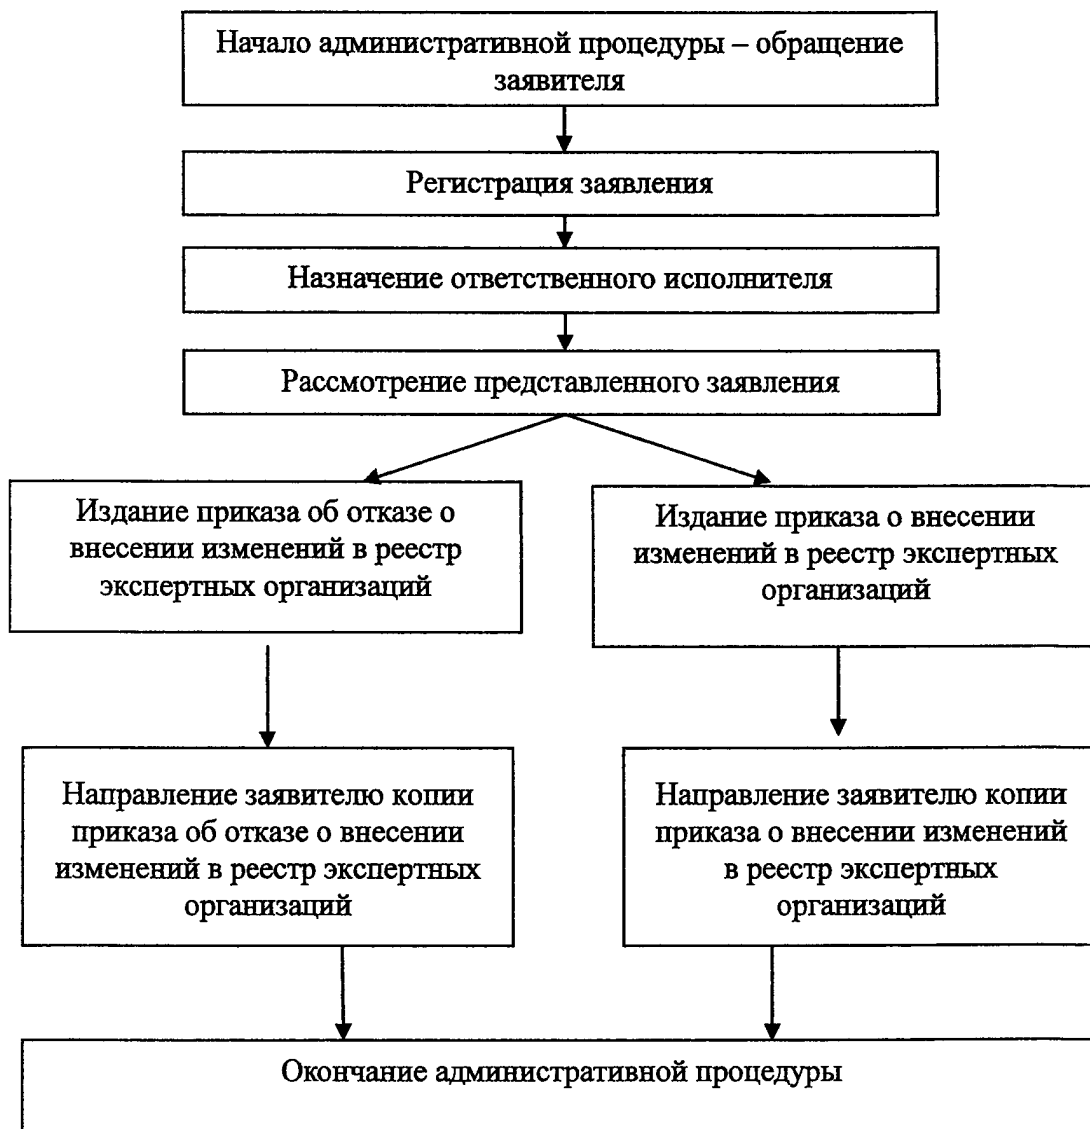 Начало административной процедуры – обращение
заявителя
Регистрация заявления
Назначение ответственного исполнителя
Рассмотрение представленного заявления
Издание приказа об отказе о
внесении изменений в реестр
экспертных организаций
Издание приказа о внесении
изменений в реестр экспертных
организаций
Направление заявителю копии
приказа об отказе о внесении
изменений в реестр экспертных
организаций
Направление заявителю копии
приказа о внесении изменений
в реестр экспертных
организаций
Окончание административной процедуры